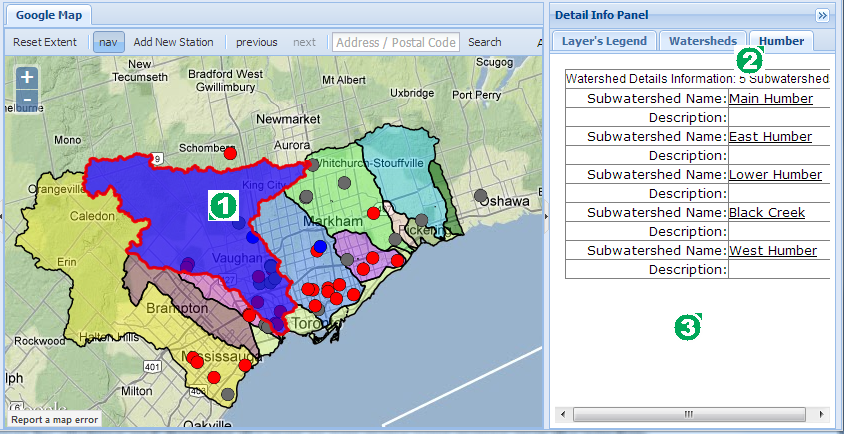 Google Map
Reset Extent nav Add New Station previous next Address / Postal Code Search
New Tecumseth
Bradford West Gwillimbury
Mt Albert
Scugog
Uxbridge
Port Perry
Newmarket
Mono
Schomberg
Aurora
9
Whitchurch-Stouffville
King City
Orangeville
1
Oshawa
Caledon
Markham
Pickering
Vaughan
Erin
Brampton
Toronto
Halton Hills
Rockwood
Mississauga
401
403
Milton
Oakville
Report a map error
Detail Info Panel
2
Layer's Legend Watersheds Humber
Watershed Details Information: 5 Subwatershed
Subwatershed Name: Main Humber
Description:
Subwatershed Name: East Humber
Description:
Subwatershed Name: Lower Humber
Description:
Subwatershed Name: Black Creek
Description:
Subwatershed Name: West Humber
Description:
3